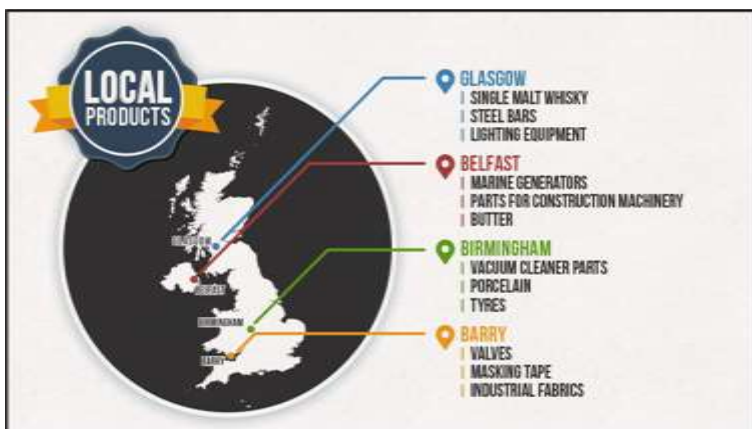 LOCAL
PRODUCTS
GLASGOW
SINGLE MALT WHISKY
STEEL BARS
LIGHTING EQUIPMENT
BELFAST
MARINE GENERATORS
PARTS FOR CONSTRUCTION MACHINERY
BUTTER
BIRMINGHAM
VACUUM CLEANER PARTS
PORCELAIN
TYRES
BARRY
VALVES
MASKING TAPE
INDUSTRIAL FABRICS
GLASGOW
BELFAST
BIRMINGHAM
BARRY